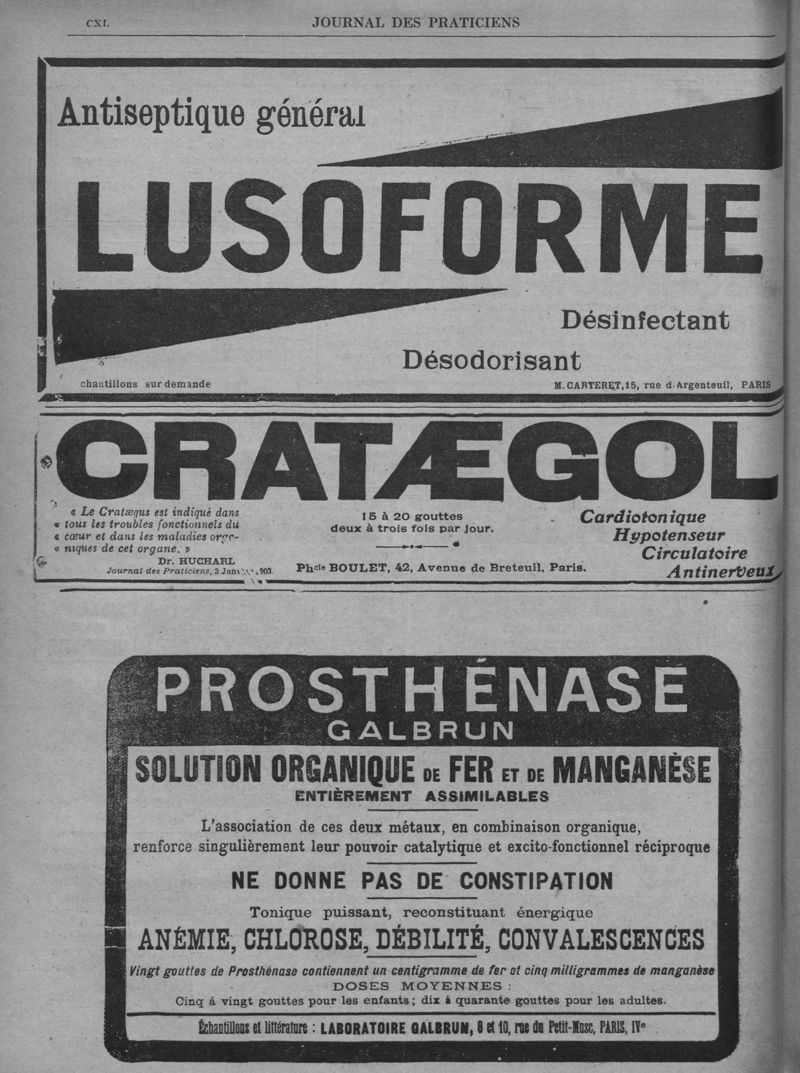 CXL
JOURNAL DES PRATICIENS
Antiseptique général
LUSOFORME
Désinfectant
Désodorisant
chautillons sur demande
M. CARTERET, 15, rue d'Argenteuil, PARIS
CRATÆGOL
« Le Cratægus est indiqué dans
« tous les troubles fonctionnels du
« cœur et dans les maladies orga-
« niques de cet organe. »
Dr. HUCHARL
Journal des Praticiens, 3 Janv 1903.
15 à 20 gouttes
deux à trois fois par jour.
Phcie BOULET, 42, Avenue de Breteuil, Paris.
Cardiotonique
Hypotenseur
Circulatoire
Antinerveux
PROSTHÉNASE
GALBRUN
SOLUTION ORGANIQUE DE FER ET DE MANGANÈSE
ENTIÈREMENT ASSIMILABLES
L'association de ces deux métaux, en combinaison organique,
renforce singulièrement leur pouvoir catalytique et excito-fonctionnel réciproque
NE DONNE PAS DE CONSTIPATION
Tonique puissant, reconstituant énergique
ANÉMIE, CHLOROSE, DÉBILITÉ, CONVALESCENCES
Vingt gouttes de Prosthénase contiennent un centigramme de fer et cinq milligrammes de manganèse
DOSES MOYENNES :
Cinq à vingt gouttes pour les enfants ; dix à quarante gouttes pour les adultes.
Échantillons et littérature : LABORATOIRE GALBRUN, 8 et 10, rue du Petit-Musc, PARIS, IVe